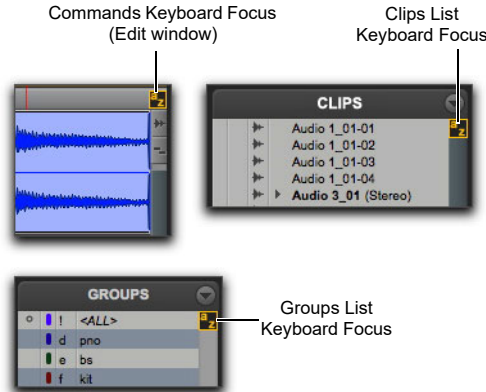 Commands Keyboard Focus
(Edit window)
Clips List
Keyboard Focus
a z
CLIPS
a z
Audio 1_01-01
Audio 1_01-02
Audio 1_01-03
Audio 1_01-04
Audio 3_01 (Stereo)
GROUPS
! <ALL>
a z
d pno
e bs
f kit
Groups List
Keyboard Focus